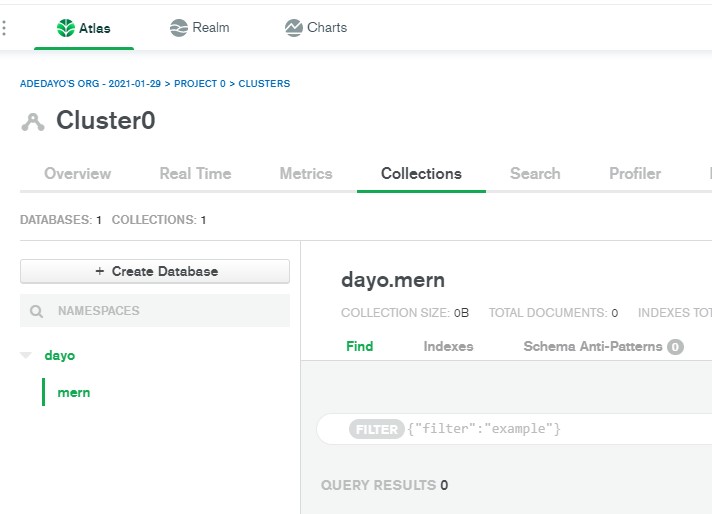 Atlas Realm Charts
ADEDAYO'S ORG - 2021-01-29 > PROJECT 0 > CLUSTERS
Cluster0
Overview Real Time Metrics Collections Search Profiler
DATABASES: 1 COLLECTIONS: 1
+ Create Database
NAMESPACES
dayo
mern
dayo.mern
COLLECTION SIZE: 0B TOTAL DOCUMENTS: 0 INDEXES TOT
Find Indexes Schema Anti-Patterns 0
FILTER {"filter":"example"}
QUERY RESULTS 0